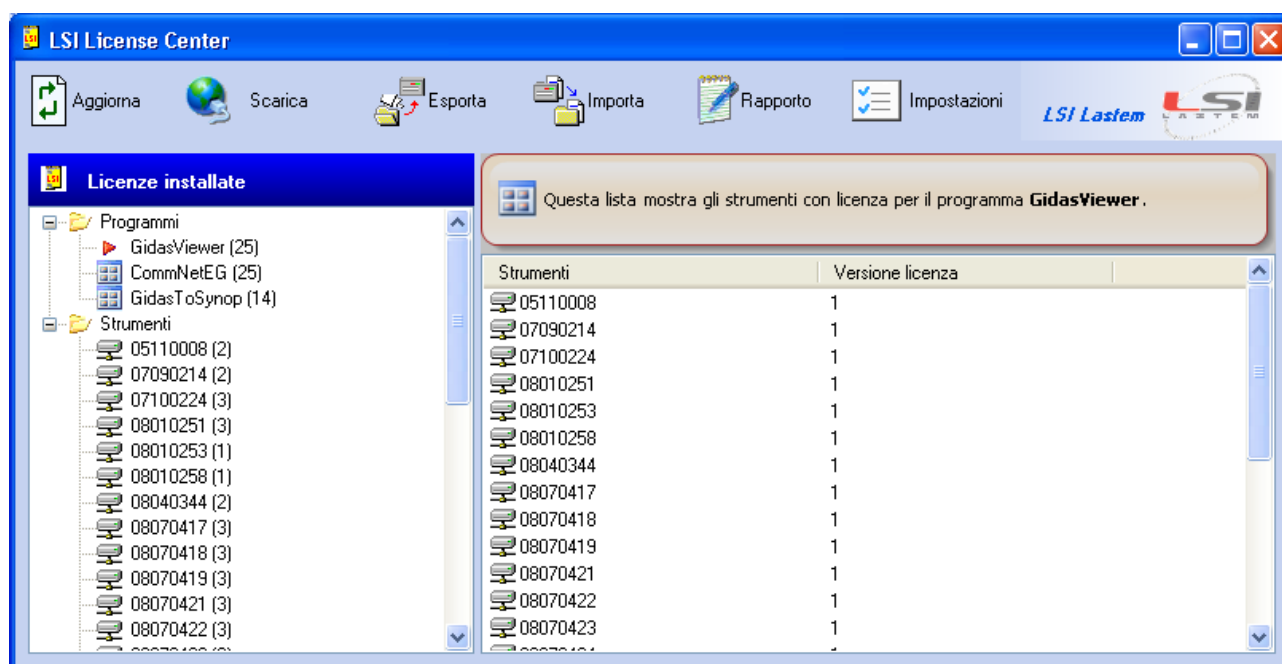 LSI License Center
Aggiorna Scarica Esporta Importa Rapporto Impostazioni LSI Lastem LSI LASTEM
Licenze installate
Programmi
GidasViewer (25)
CommNetEG (25)
GidasToSynop (14)
Strumenti
05110008 (2)
07090214 (2)
07100224 (3)
08010251 (3)
08010253 (1)
08010258 (1)
08040344 (2)
08070417 (3)
08070418 (3)
08070419 (3)
08070421 (3)
08070422 (3)
Questa lista mostra gli strumenti con licenza per il programma GidasViewer.
Strumenti Versione licenza
05110008 1
07090214 1
07100224 1
08010251 1
08010253 1
08010258 1
08040344 1
08070417 1
08070418 1
08070419 1
08070421 1
08070422 1
08070423 1